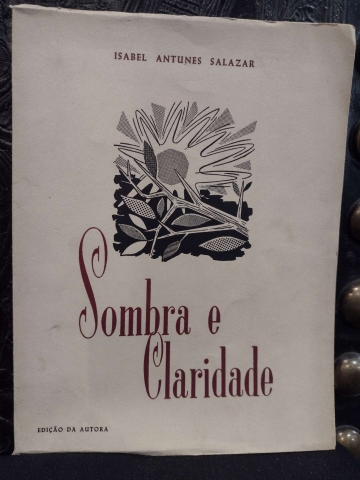 ISABEL ANTUNES SALAZAR
Sombra e
Claridade
EDIÇÃO DA AUTORA